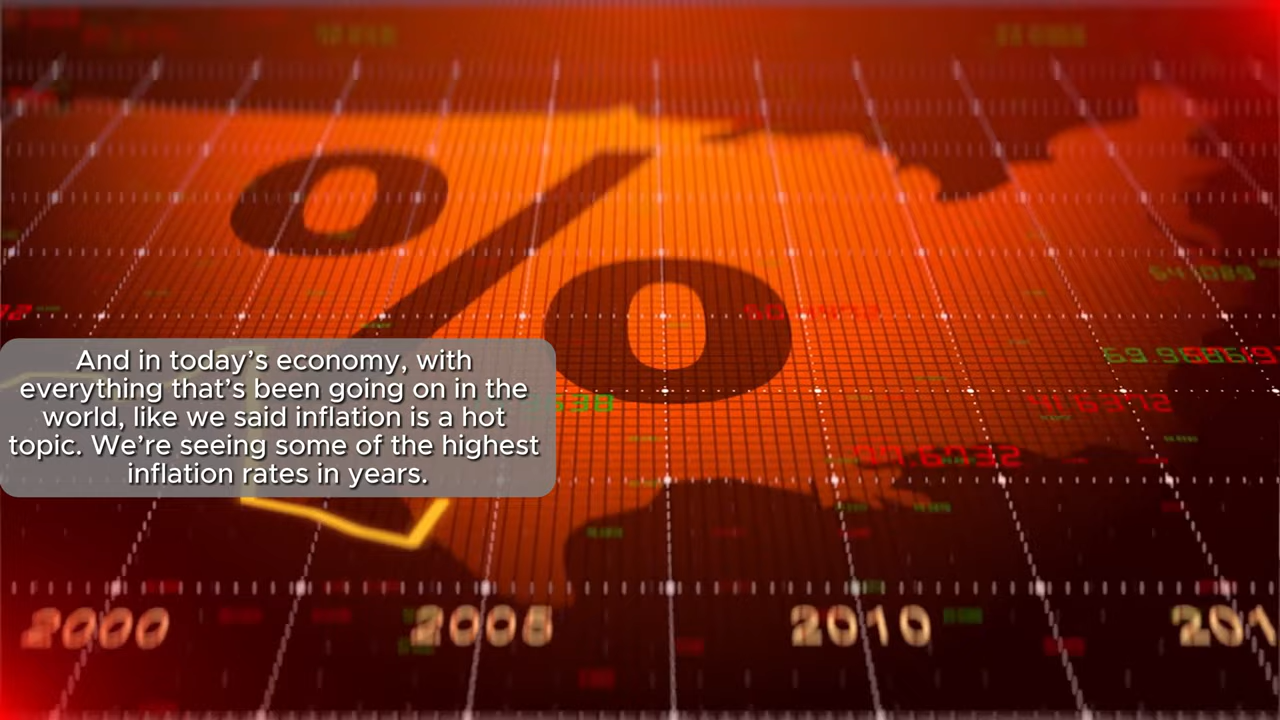 And in today's economy, with
everything that's been going on in the
world, like we said inflation is a hot
topic. We're seeing some of the highest
inflation rates in years.
%
2000 2005 2010 201